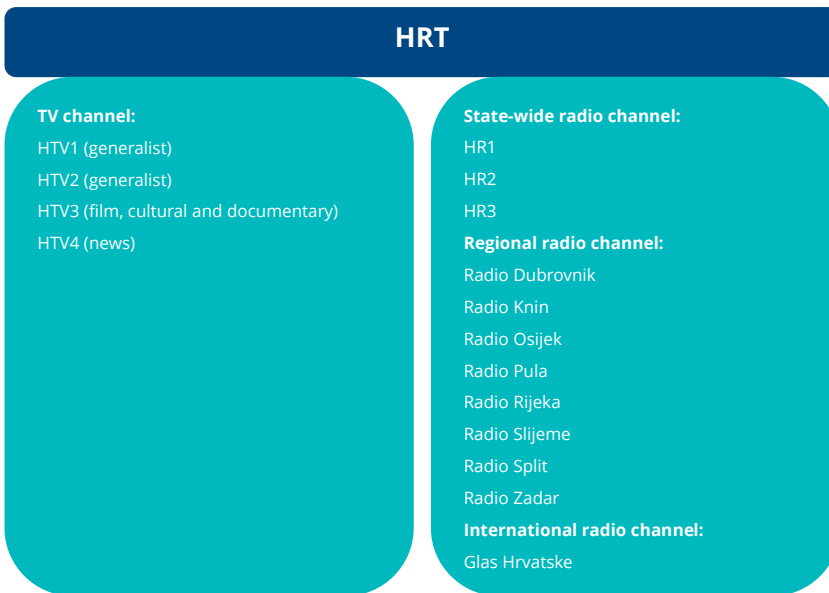 HRT
TV channel:
HTV1 (generalist)
HTV2 (generalist)
HTV3 (film, cultural and documentary)
HTV4 (news)
State-wide radio channel:
HR1
HR2
HR3
Regional radio channel:
Radio Dubrovnik
Radio Knin
Radio Osijek
Radio Pula
Radio Rijeka
Radio Slijeme
Radio Split
Radio Zadar
International radio channel:
Glas Hrvatske